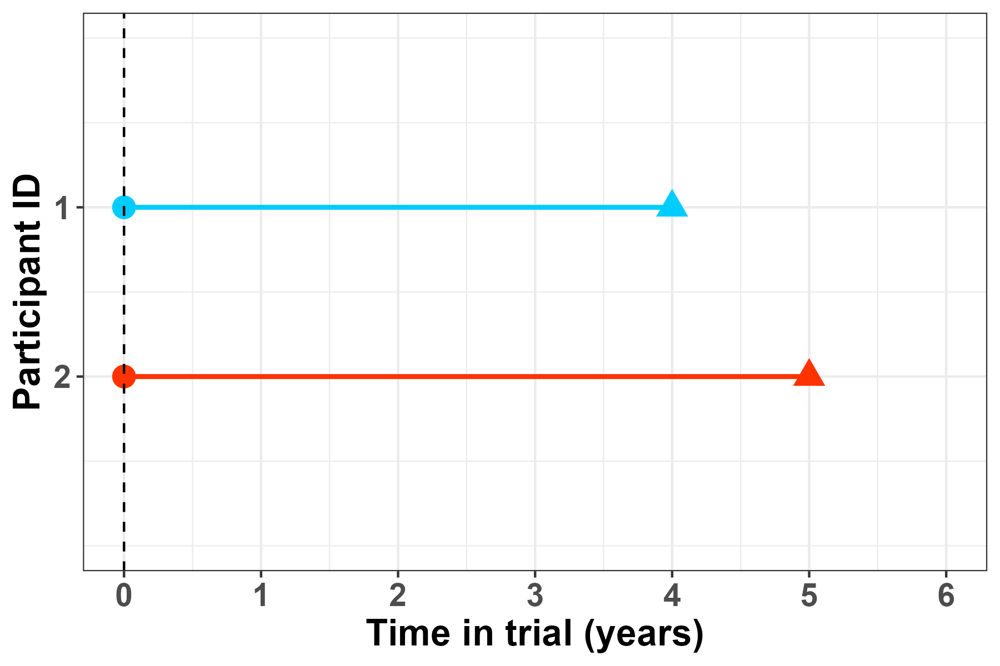 Participant ID
1
2
0 1 2 3 4 5 6
Time in trial (years)